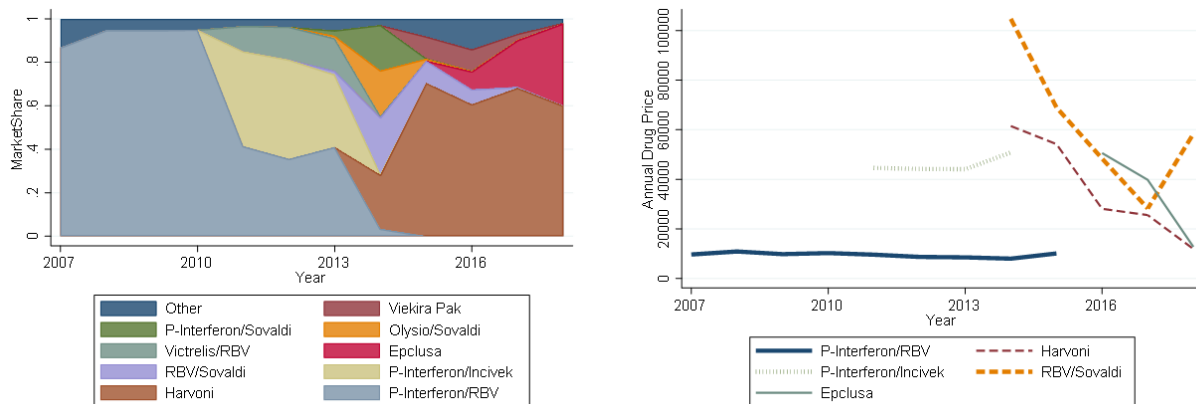 MarketShare
1
.8
.6
.4
.2
0
2007 2010 2013 2016
Year
Other Viekira Pak
P-Interferon/Sovaldi Olysio/Sovaldi
Victrelis/RBV Epclusa
RBV/Sovaldi P-Interferon/Incivek
Harvoni P-Interferon/RBV
Annual Drug Price
100000
80000
60000
40000
20000
0
2007 2010 2013 2016
Year
P-Interferon/RBV Harvoni
P-Interferon/Incivek RBV/Sovaldi
Epclusa